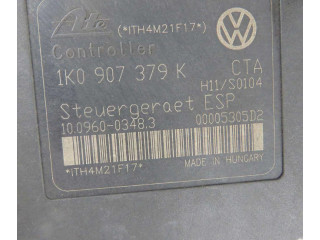 Ate (*ITH4M21F17*)
Controller
1K0 907 379 K CTA
H11/S0104
Steuergeraet ESP
10.0960-0348.3 00005305D2
MADE IN HUNGARY
*ITH4M21F17*